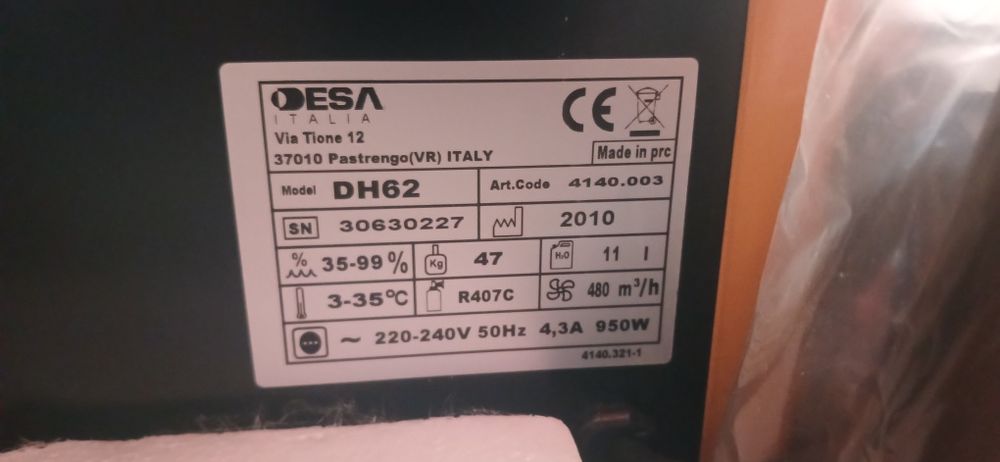 DESA
ITALIA
Via Tione 12
37010 Pastrengo(VR) ITALY
CE
Made in prc
Model DH62
Art.Code 4140.003
SN 30630227
2010
% 35-99%
Kg 47
H₂O 11 l
3-35°C
R407C
480 m³/h
~ 220-240V 50Hz 4,3A 950W
4140.321-1